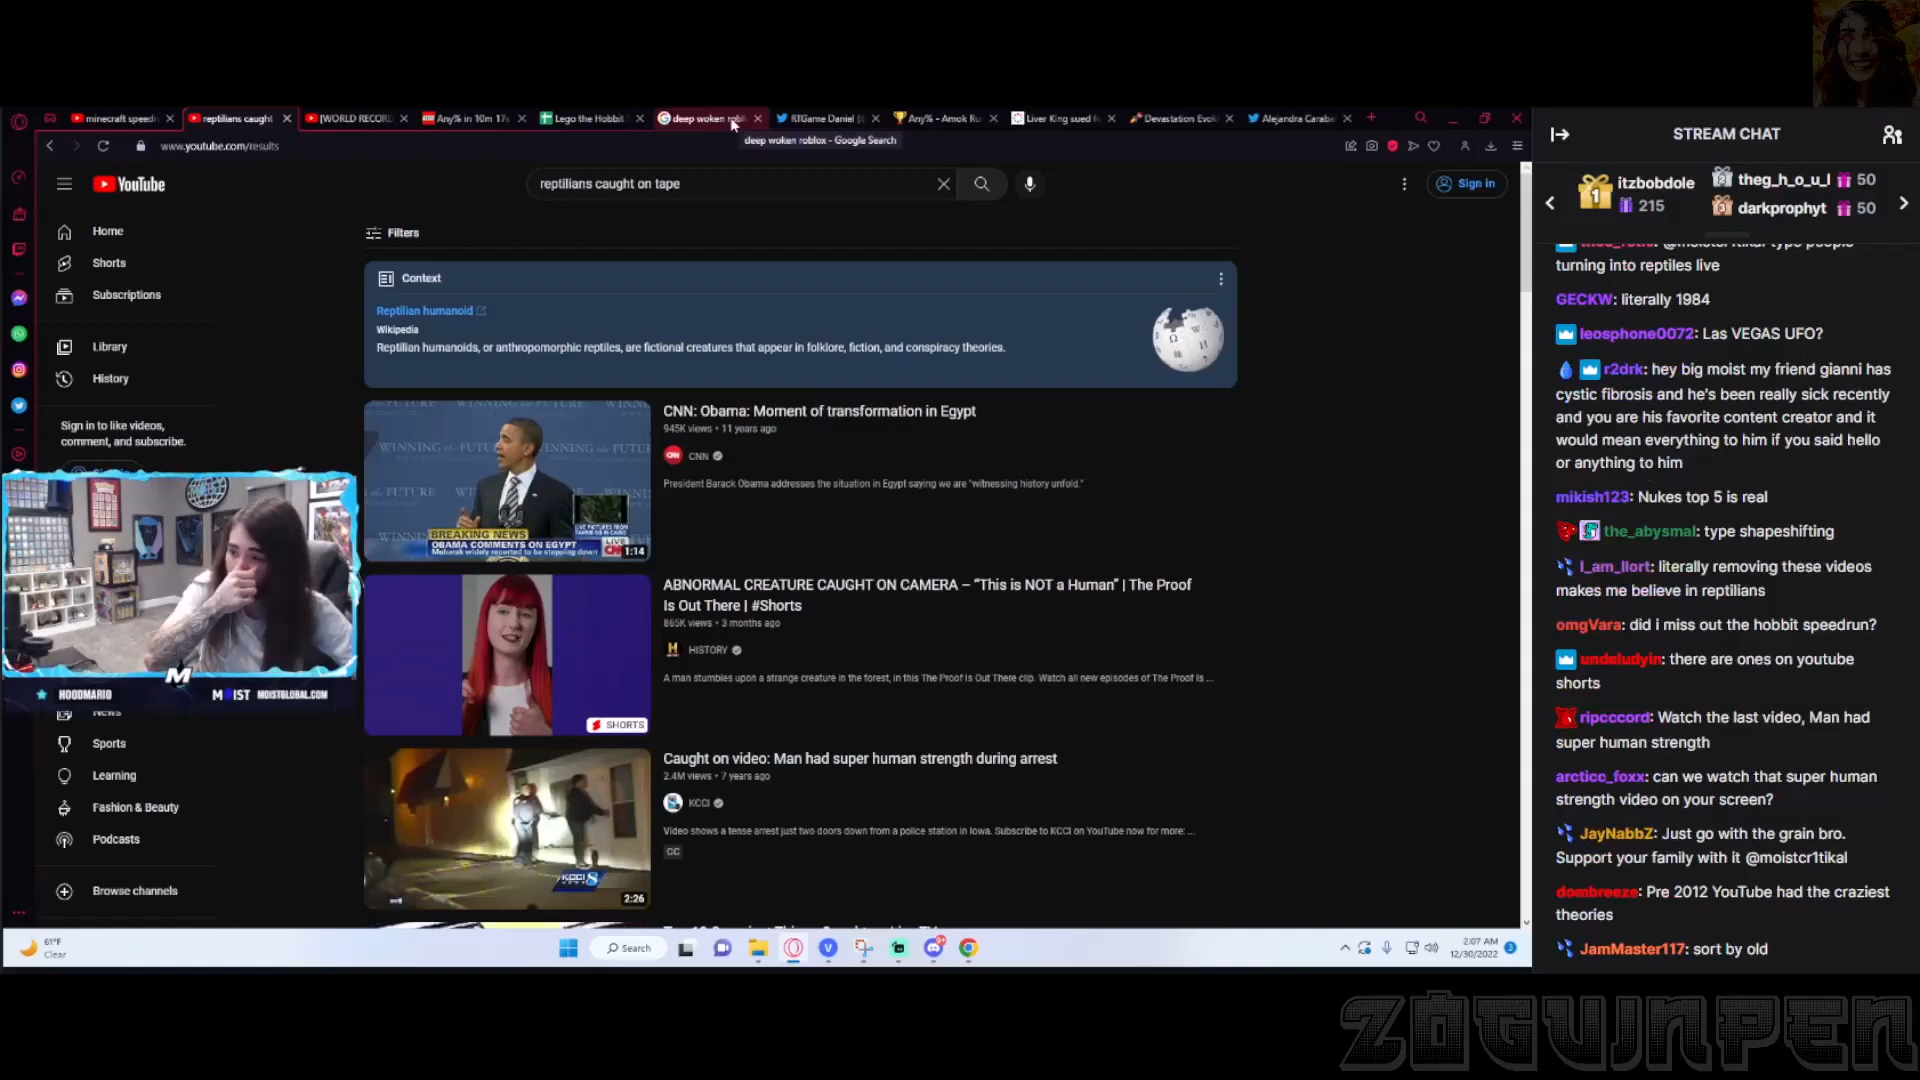 minecraft speed
reptilians caught
[WORLD RECORD
Any% in 10m 17s
Lego the Hobbit
deep woken robl
RTGame Daniel (
Any% - Amok Ru
Liver King sued f
Devastation Evok
Alejandra Caraba
deep woken roblox - Google Search
www.youtube.com/results
YouTube
reptilians caught on tape
Sign in
Home
Shorts
Subscriptions
Library
History
Sign in to like videos,
comment, and subscribe.
HOODMARIO
MOIST MOISTGLOBAL.COM
News
Sports
Learning
Fashion & Beauty
Podcasts
Browse channels
Filters
Context
Reptilian humanoid
Wikipedia
Reptilian humanoids, or anthropomorphic reptiles, are fictional creatures that appear in folklore, fiction, and conspiracy theories.
WINNING the FUTURE
BREAKING NEWS
OBAMA COMMENTS ON EGYPT
Mubarak widely reported to be stepping down
LIVE
CNN
1:14
CNN: Obama: Moment of transformation in Egypt
945K views • 11 years ago
CNN
President Barack Obama addresses the situation in Egypt saying we are "witnessing history unfold."
SHORTS
ABNORMAL CREATURE CAUGHT ON CAMERA – “This is NOT a Human” | The Proof
Is Out There | #Shorts
865K views • 3 months ago
HISTORY
A man stumbles upon a strange creature in the forest, in this The Proof Is Out There clip. Watch all new episodes of The Proof Is ...
KCCI 8
2:26
Caught on video: Man had super human strength during arrest
2.4M views • 7 years ago
KCCI
Video shows a tense arrest just two doors down from a police station in Iowa. Subscribe to KCCI on YouTube now for more: ...
CC
61°F
Clear
Search
2:07 AM
12/30/2022
3
STREAM CHAT
1
itzbobdole
215
2
theg_h_o_u_l 50
3
darkprophyt 50
turning into reptiles live
GECKW: literally 1984
leosphone0072: Las VEGAS UFO?
r2drk: hey big moist my friend gianni has
cystic fibrosis and he's been really sick recently
and you are his favorite content creator and it
would mean everything to him if you said hello
or anything to him
mikish123: Nukes top 5 is real
the_abysmal: type shapeshifting
I_am_llort: literally removing these videos
makes me believe in reptilians
omgVara: did i miss out the hobbit speedrun?
undeludyin: there are ones on youtube
shorts
ripcccord: Watch the last video, Man had
super human strength
arcticc_foxx: can we watch that super human
strength video on your screen?
JayNabbZ: Just go with the grain bro.
Support your family with it @moistcr1tikal
dombreeze: Pre 2012 YouTube had the craziest
theories
JamMaster117: sort by old
ZOGUJNPEN